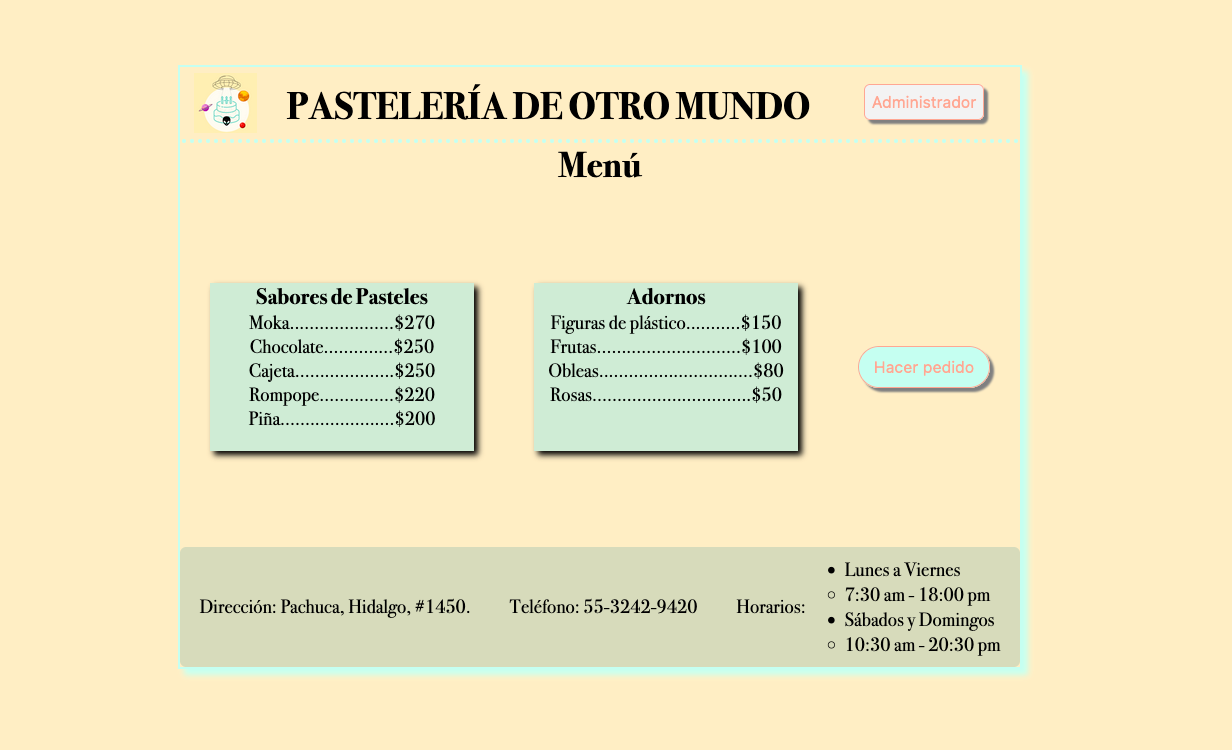 PASTELERÍA DE OTRO MUNDO
Administrador
Menú
Sabores de Pasteles
Moka.....................$270
Chocolate..............$250
Cajeta....................$250
Rompope...............$220
Piña.......................$200
Adornos
Figuras de plástico...........$150
Frutas.............................$100
Obleas...............................$80
Rosas................................$50
Hacer pedido
Dirección: Pachuca, Hidalgo, #1450.
Teléfono: 55-3242-9420
Horarios:
Lunes a Viernes
7:30 am - 18:00 pm
Sábados y Domingos
10:30 am - 20:30 pm